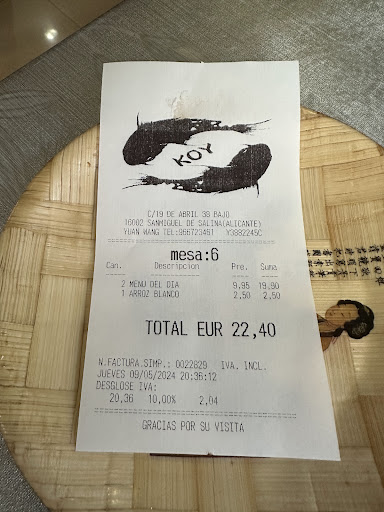 KOY
C/19 DE ABRIL 38 BAJO
16002 SANMIGUEL DE SALINA(ALICANTE)
YUAN WANG TEL:966723451 Y3882245C
mesa:6
Can. Descripcion Pre. Suma
2 MENU DEL DIA 9,95 19,90
1 ARROZ BLANCO 2,50 2,50
TOTAL EUR 22,40
N.FACTURA.SIMP.: 0022829 IVA. INCL.
JUEVES 09/05/2024 20:36:12
DESGLOSE IVA:
20,36 10,00% 2,04
GRACIAS POR SU VISITA